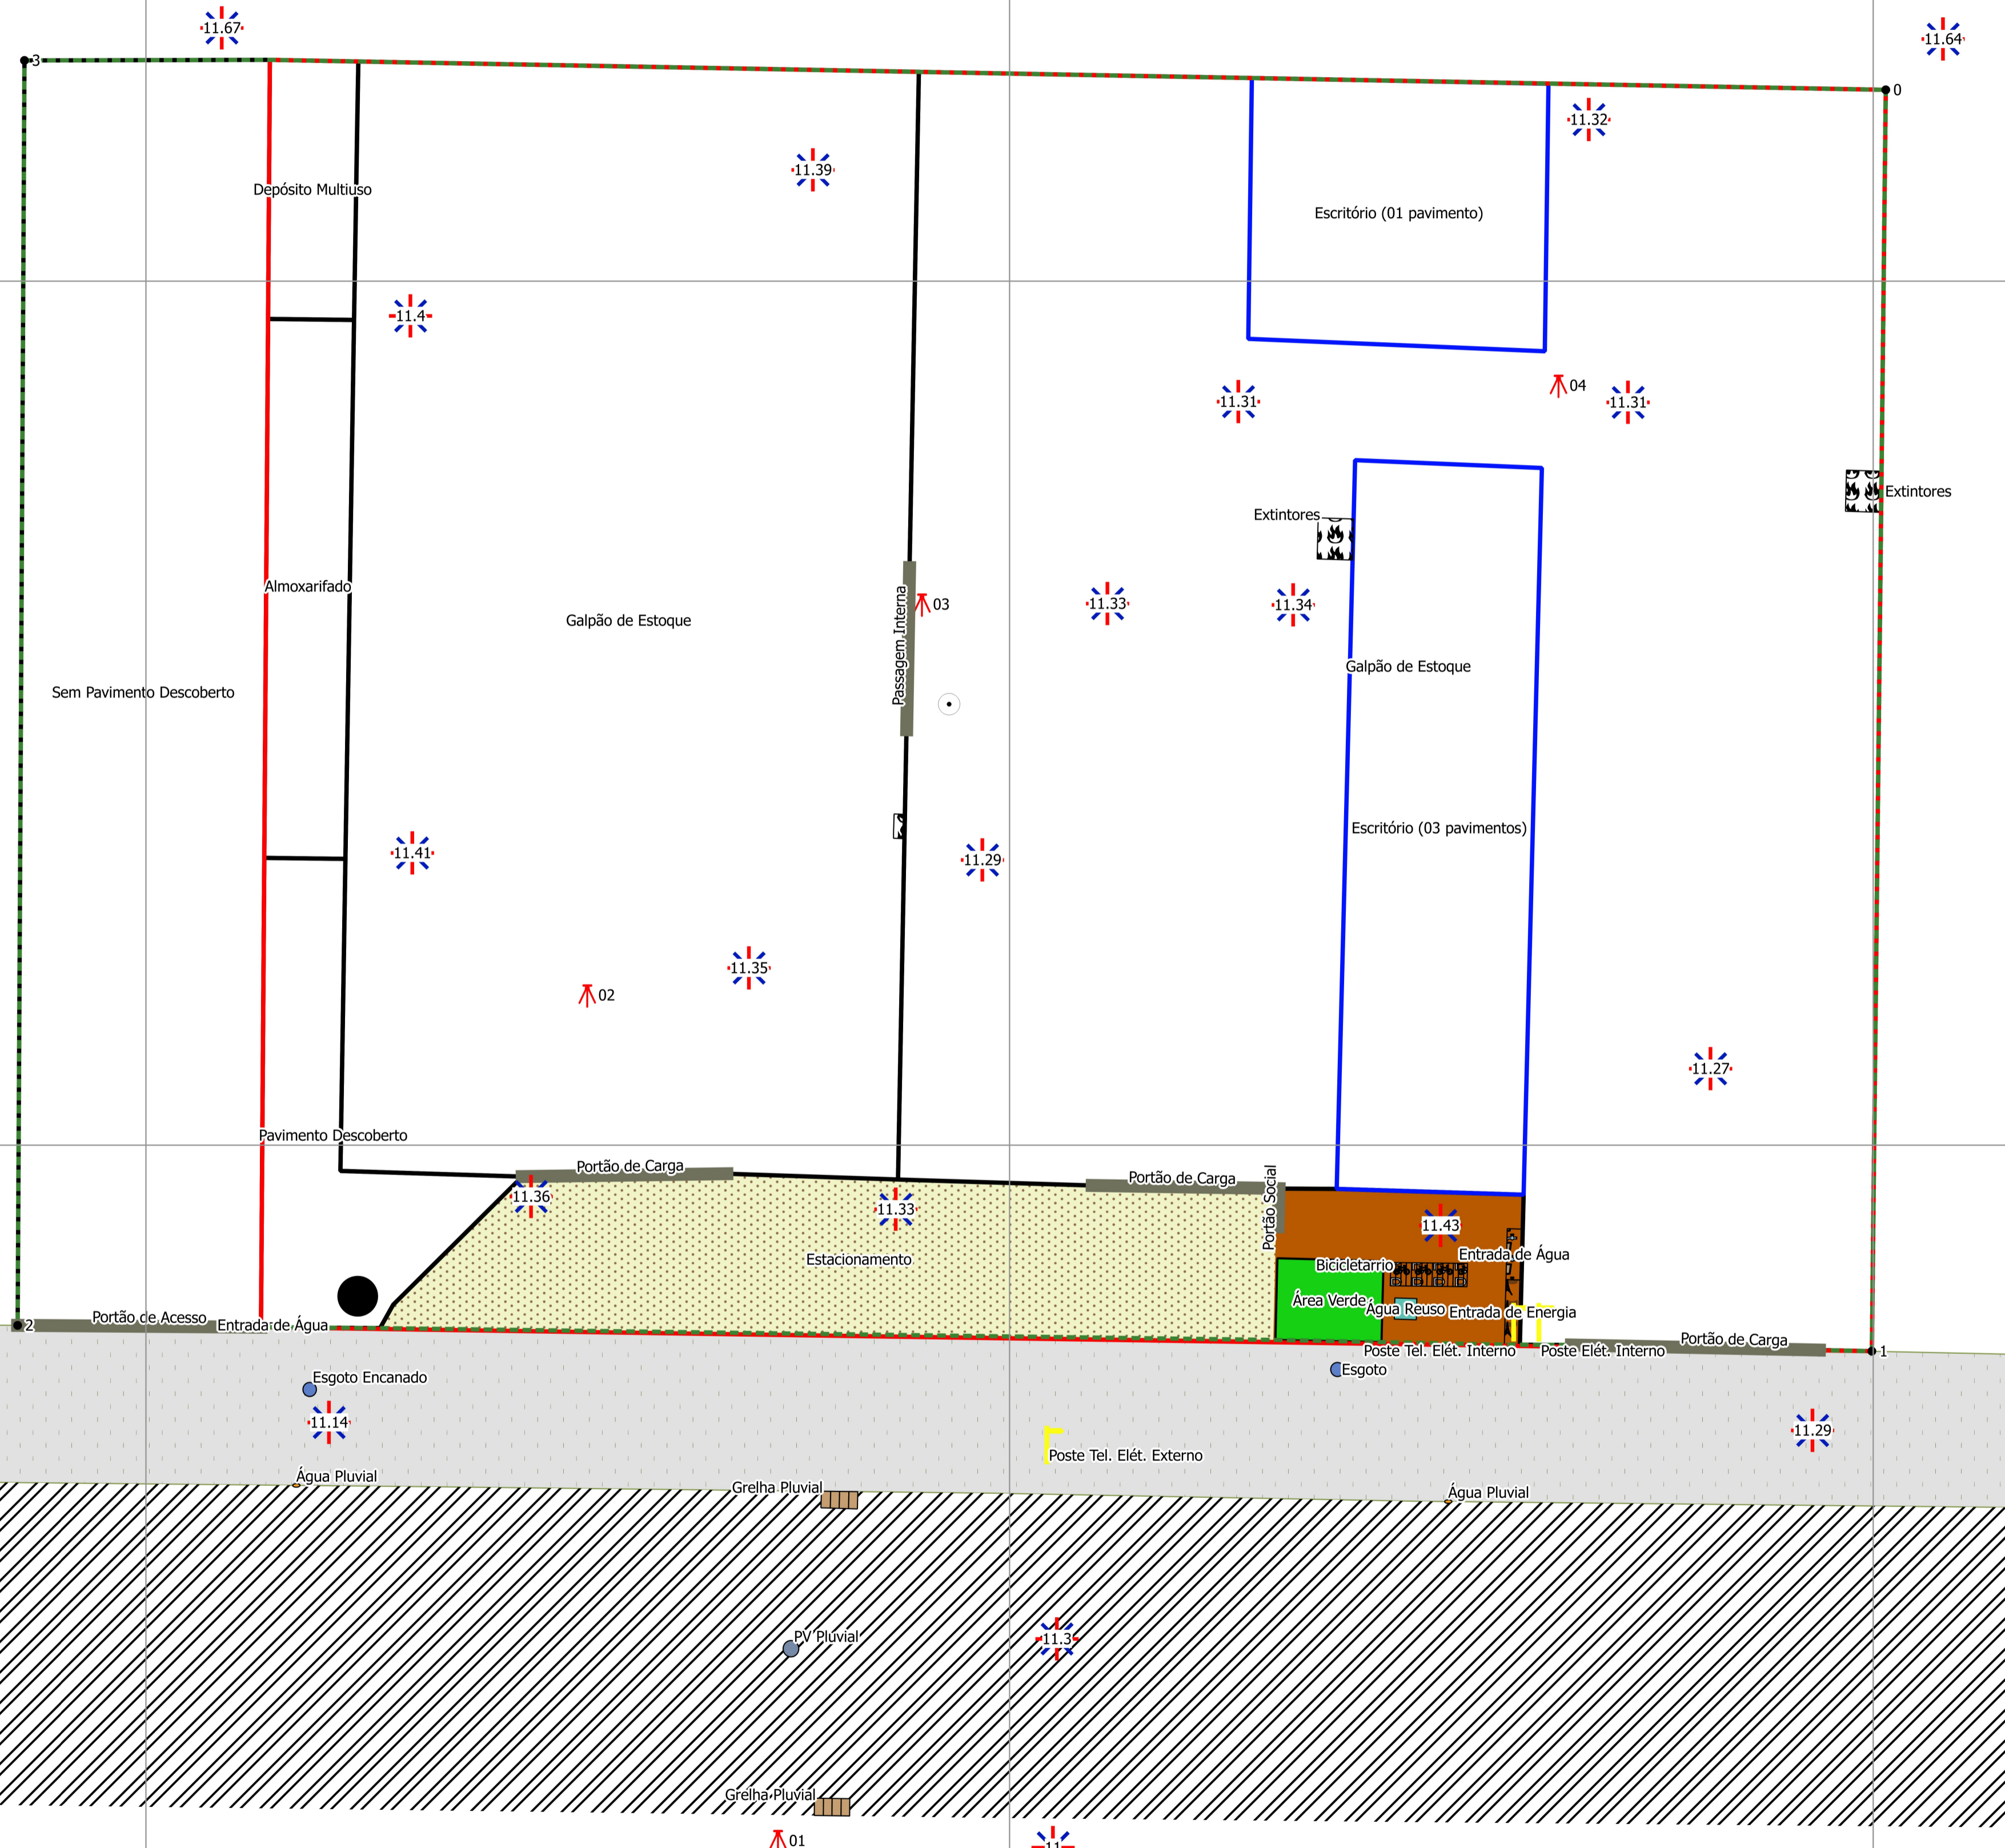 11.67
11.64
3
0
11.32
11.39
Depósito Multiuso
Escritório (01 pavimento)
11.4
04
11.31
11.31
Extintores
Extintores
Almoxarifado
11.33
11.34
03
Galpão de Estoque
Passagem Interna
Galpão de Estoque
Sem Pavimento Descoberto
Escritório (03 pavimentos)
11.41
11.29
11.35
02
11.27
Pavimento Descoberto
Portão de Carga
Portão de Carga
Portão Social
11.36
11.33
11.43
Entrada de Água
Estacionamento
Bicicletarrio
Área Verde
Água Reuso
Entrada de Energia
Portão de Acesso
2
Entrada de Água
Portão de Carga
Poste Tel. Elét. Interno
Poste Elét. Interno
1
Esgoto
Esgoto Encanado
11.14
11.29
Poste Tel. Elét. Externo
Água Pluvial
Grelha Pluvial
Água Pluvial
PV Pluvial
11.3
Grelha Pluvial
01